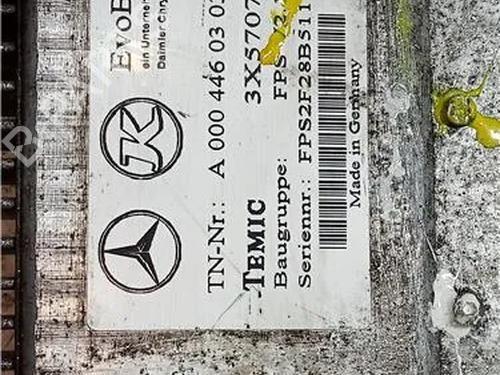 EvoB
ein Unternehm
Daimler Chry
TN-Nr.: A 000 446 03 0
TEMIC 3X5707
Baugruppe: FPS
Seriennr.: FPS2F28B511
Made in Germany